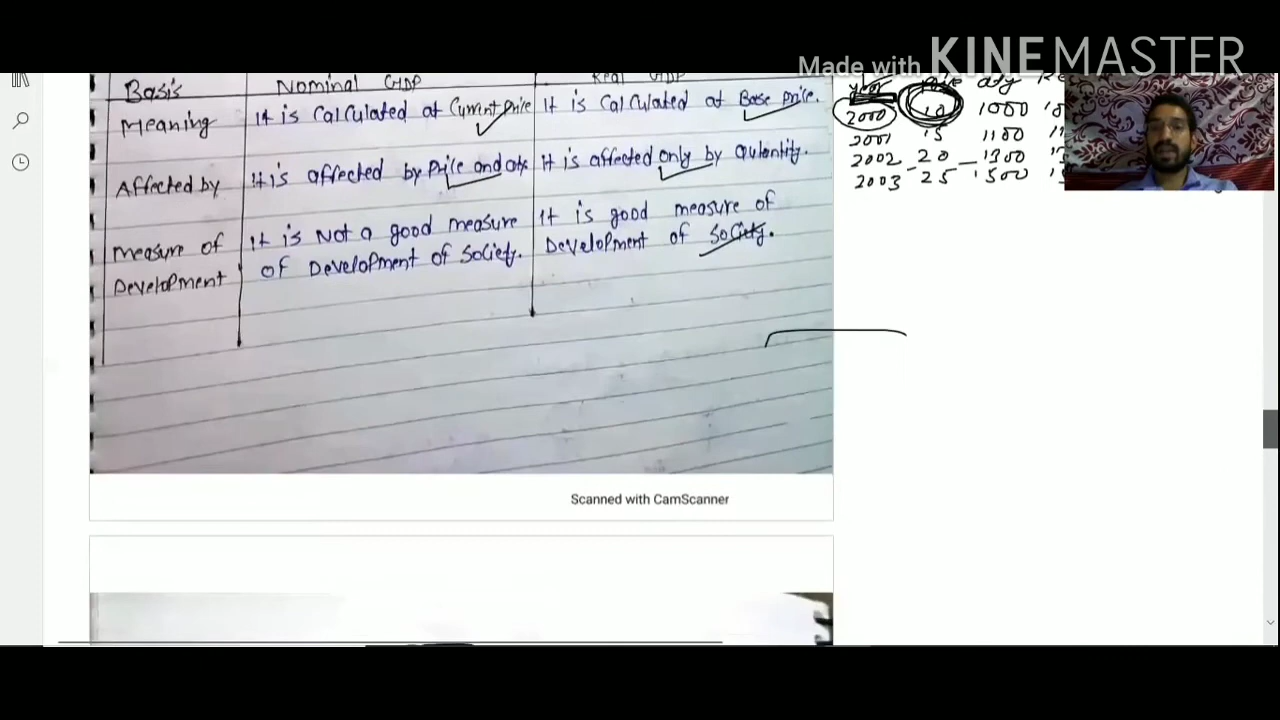 Made with KINEMASTER
Basis Nominal GDP Real GDP
Meaning It is Calculated at Current Price It is Calculated at Base Price.
Affected by It is affected by Price and It is affected only by Quantity.
Measure of It is Not a good measure It is good measure of
Development of Development of Society. Development of Society.
year
2000 10 1000
2001 15 1100
2002 20 1300
2003 25 1500
Scanned with CamScanner